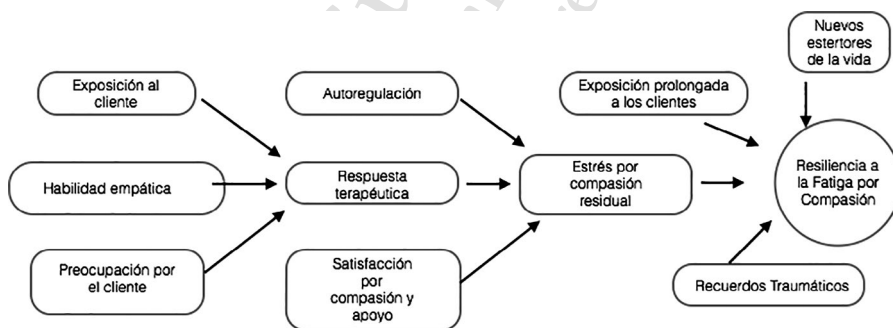 Nuevos
estertores
de la vida
Exposición al
cliente
Autoregulación
Exposición prolongada
a los clientes
Habilidad empática
Respuesta
terapéutica
Estrés por
compasión
residual
Resiliencia a
la Fatiga por
Compasión
Preocupación por
el cliente
Satisfacción
por
compasión y
apoyo
Recuerdos Traumáticos